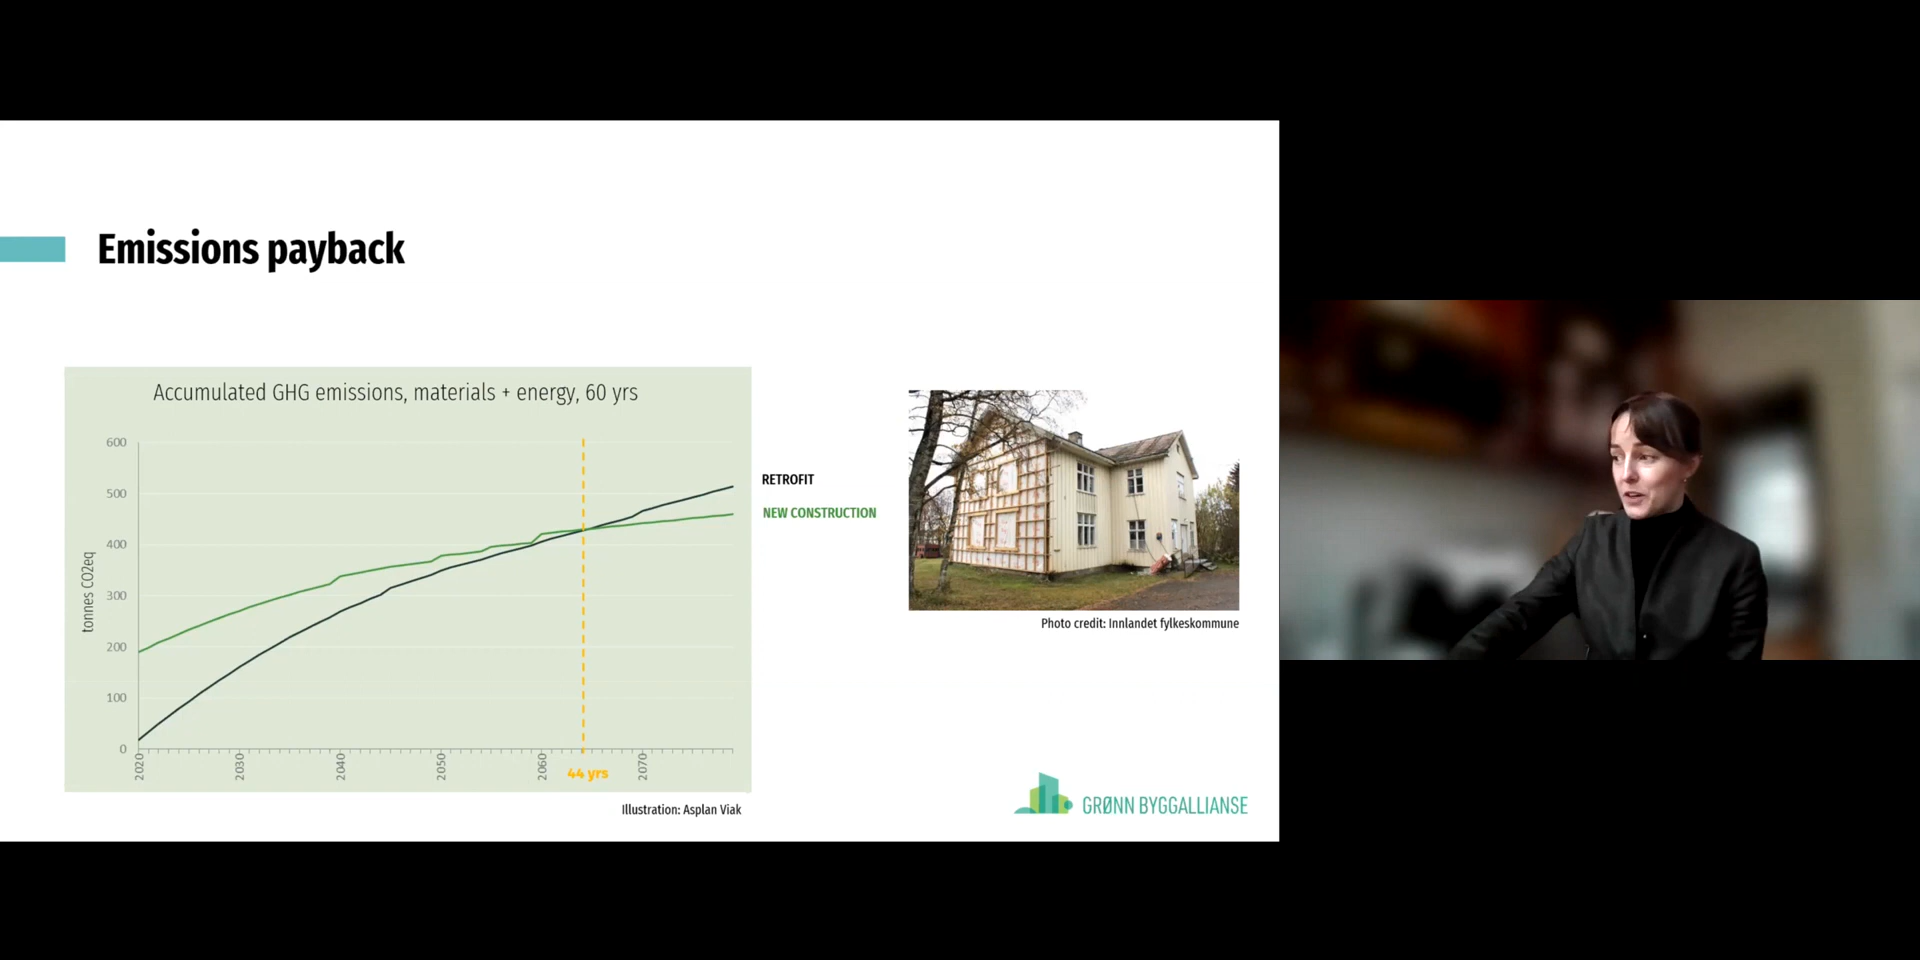 Emissions payback
Accumulated GHG emissions, materials + energy, 60 yrs
600
500
400
300
200
100
0
tonnes CO2eq
2020
2030
2040
2050
2060
2070
44 yrs
RETROFIT
NEW CONSTRUCTION
Illustration: Asplan Viak
Photo credit: Innlandet fylkeskommune
GRØNN BYGGALLIANSE